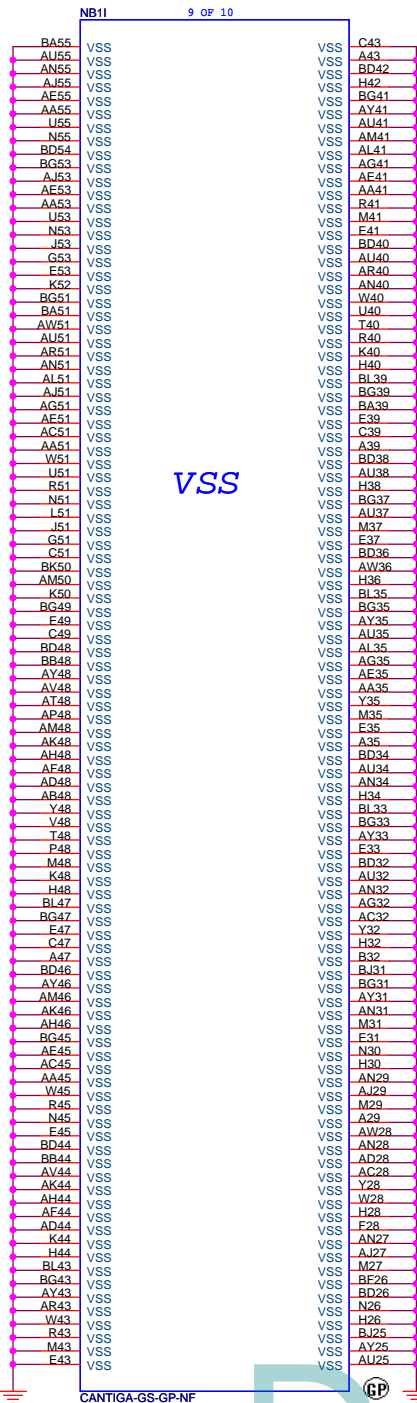 NB1I 9 OF 10
BA55 VSS VSS C43
AU55 VSS VSS A43
AN55 VSS VSS BD42
AJ55 VSS VSS H42
AE55 VSS VSS BG41
AA55 VSS VSS AY41
U55 VSS VSS AU41
N55 VSS VSS AM41
BD54 VSS VSS AL41
BG53 VSS VSS AG41
AJ53 VSS VSS AE41
AE53 VSS VSS AA41
AA53 VSS VSS R41
U53 VSS VSS M41
N53 VSS VSS E41
J53 VSS VSS BD40
G53 VSS VSS AU40
E53 VSS VSS AR40
K52 VSS VSS AN40
BG51 VSS VSS W40
BA51 VSS VSS U40
AW51 VSS VSS T40
AU51 VSS VSS R40
AR51 VSS VSS K40
AN51 VSS VSS H40
AL51 VSS VSS BL39
AJ51 VSS VSS BG39
AG51 VSS VSS BA39
AE51 VSS VSS E39
AC51 VSS VSS C39
AA51 VSS VSS A39
W51 VSS VSS BD38
U51 VSS VSS AU38
VSS
R51 VSS VSS H38
N51 VSS VSS BG37
L51 VSS VSS AU37
J51 VSS VSS M37
G51 VSS VSS E37
C51 VSS VSS BD36
BK50 VSS VSS AW36
AM50 VSS VSS H36
K50 VSS VSS BL35
BG49 VSS VSS BG35
E49 VSS VSS AY35
C49 VSS VSS AU35
BD48 VSS VSS AL35
BB48 VSS VSS AG35
AY48 VSS VSS AE35
AV48 VSS VSS AA35
AT48 VSS VSS Y35
AP48 VSS VSS M35
AM48 VSS VSS E35
AK48 VSS VSS A35
AH48 VSS VSS BD34
AF48 VSS VSS AU34
AD48 VSS VSS AN34
AB48 VSS VSS H34
Y48 VSS VSS BL33
V48 VSS VSS BG33
T48 VSS VSS AY33
P48 VSS VSS E33
M48 VSS VSS BD32
K48 VSS VSS AU32
H48 VSS VSS AN32
BL47 VSS VSS AG32
BG47 VSS VSS AC32
E47 VSS VSS Y32
C47 VSS VSS H32
A47 VSS VSS B32
BD46 VSS VSS BJ31
AY46 VSS VSS BG31
AM46 VSS VSS AY31
AK46 VSS VSS AN31
AH46 VSS VSS M31
BG45 VSS VSS E31
AE45 VSS VSS N30
AC45 VSS VSS H30
AA45 VSS VSS AN29
W45 VSS VSS AJ29
R45 VSS VSS M29
N45 VSS VSS A29
E45 VSS VSS AW28
BD44 VSS VSS AN28
BB44 VSS VSS AD28
AV44 VSS VSS AC28
AK44 VSS VSS Y28
AH44 VSS VSS W28
AF44 VSS VSS H28
AD44 VSS VSS F28
K44 VSS VSS AN27
H44 VSS VSS AJ27
BL43 VSS VSS M27
BG43 VSS VSS BF26
AY43 VSS VSS BD26
AR43 VSS VSS N26
W43 VSS VSS H26
R43 VSS VSS BJ25
M43 VSS VSS AY25
E43 VSS VSS AU25
CANTIGA-GS-GP-NF GP